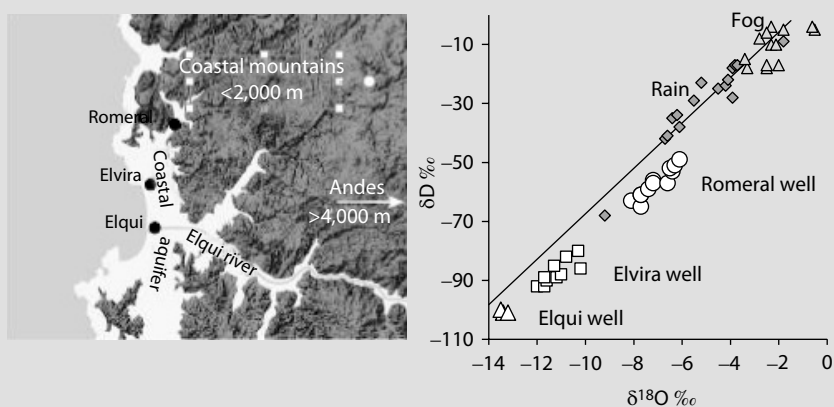 Coastal mountains
<2,000 m
Romeral
Elvira
Coastal
Andes
>4,000 m
Elqui
aquifer
Elqui river
δD ‰
−10
−30
−50
−70
−90
−110
Fog
Rain
Romeral well
Elvira well
Elqui well
−14
−12
−10
−8
−6
−4
−2
0
δ18O ‰